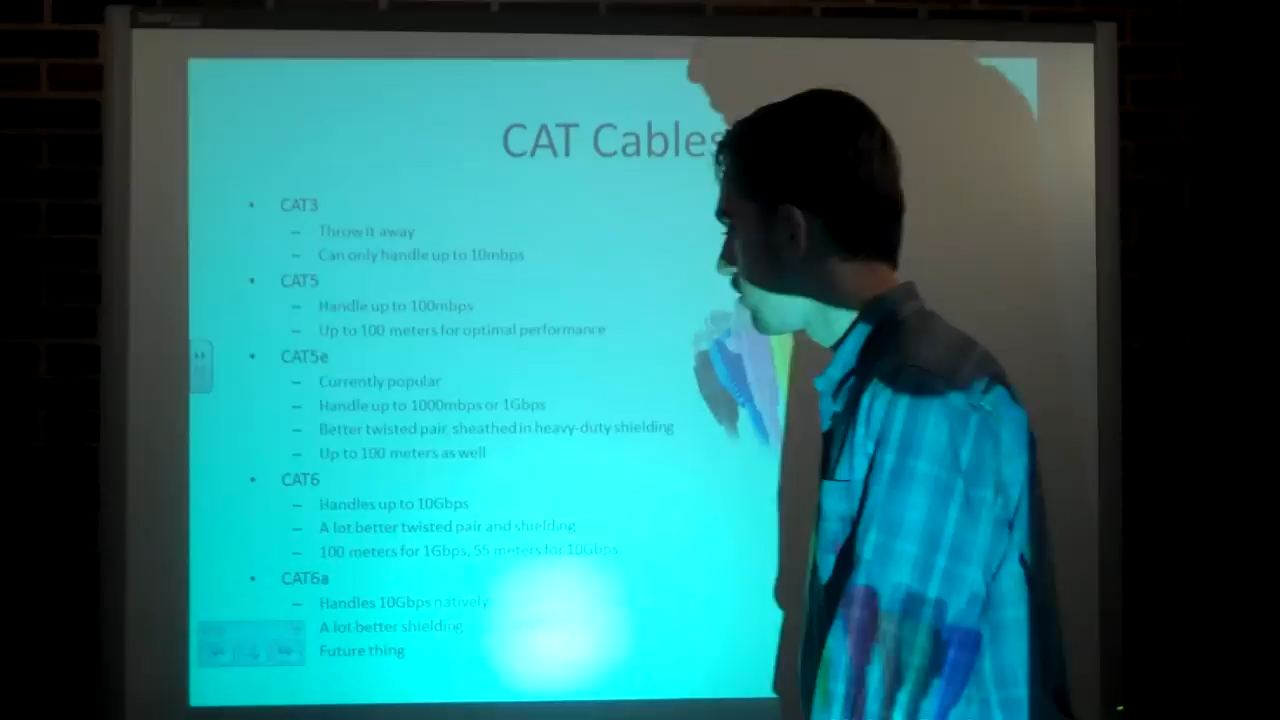 CAT Cables
• CAT3
– Throw it away
– Can only handle up to 10mbps
• CAT5
– Handle up to 100mbps
– Up to 100 meters for optimal performance
• CAT5e
– Currently popular
– Handle up to 1000mbps or 1Gbps
– Better twisted pair, sheathed in heavy-duty shielding
– Up to 100 meters as well
• CAT6
– Handles up to 10Gbps
– A lot better twisted pair and shielding
– 100 meters for 1Gbps, 55 meters for 10Gbps
• CAT6a
– Handles 10Gbps natively
A lot better shielding
Future thing